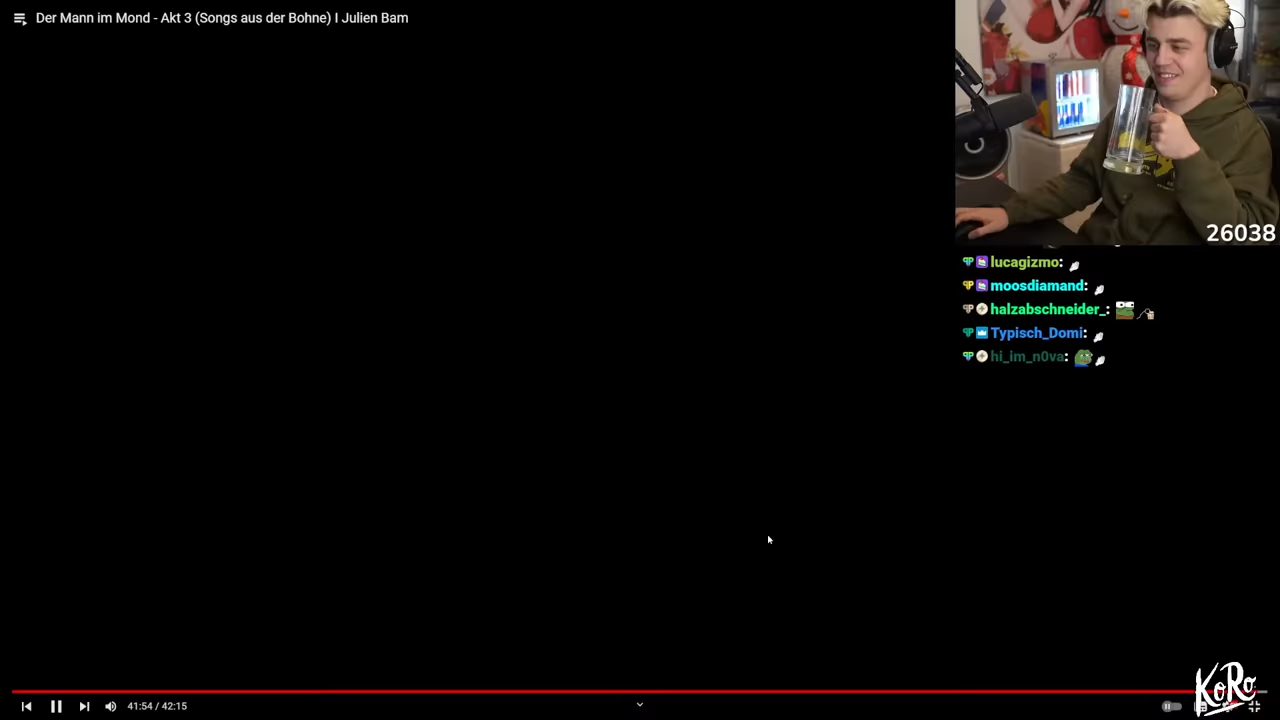 Der Mann im Mond - Akt 3 (Songs aus der Bohne) I Julien Bam
26038
lucagizmo:
moosdiamand:
halzabschneider_:
Typisch_Domi:
hi_im_n0va:
41:54 / 42:15
KoRo